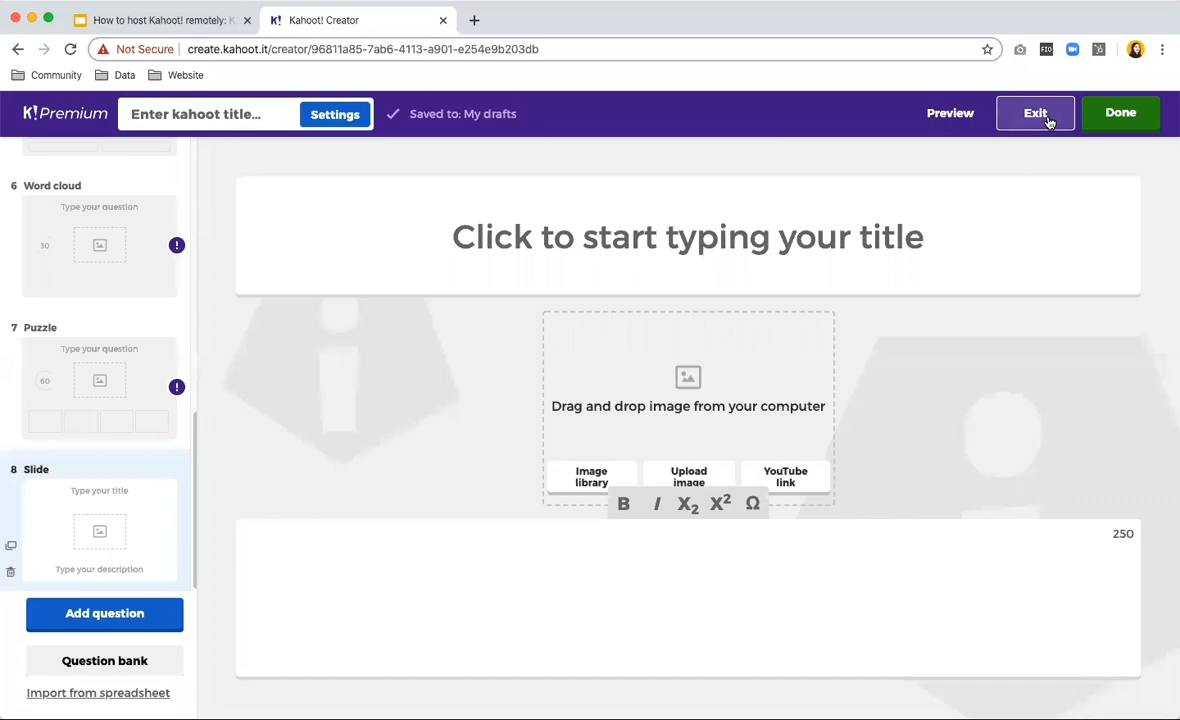 How to host Kahoot! remotely: K
K! Kahoot! Creator
Not Secure create.kahoot.it/creator/96811a85-7ab6-4113-a901-e254e9b203db
FIO
Community Data Website
K! Premium Enter kahoot title... Settings Saved to: My drafts Preview Exit Done
6 Word cloud
Type your question
30
!
7 Puzzle
Type your question
60
!
8 Slide
Type your title
Type your description
Add question
Question bank
Import from spreadsheet
Click to start typing your title
Drag and drop image from your computer
Image library
Upload image
YouTube link
B I X2 X² Ω
250